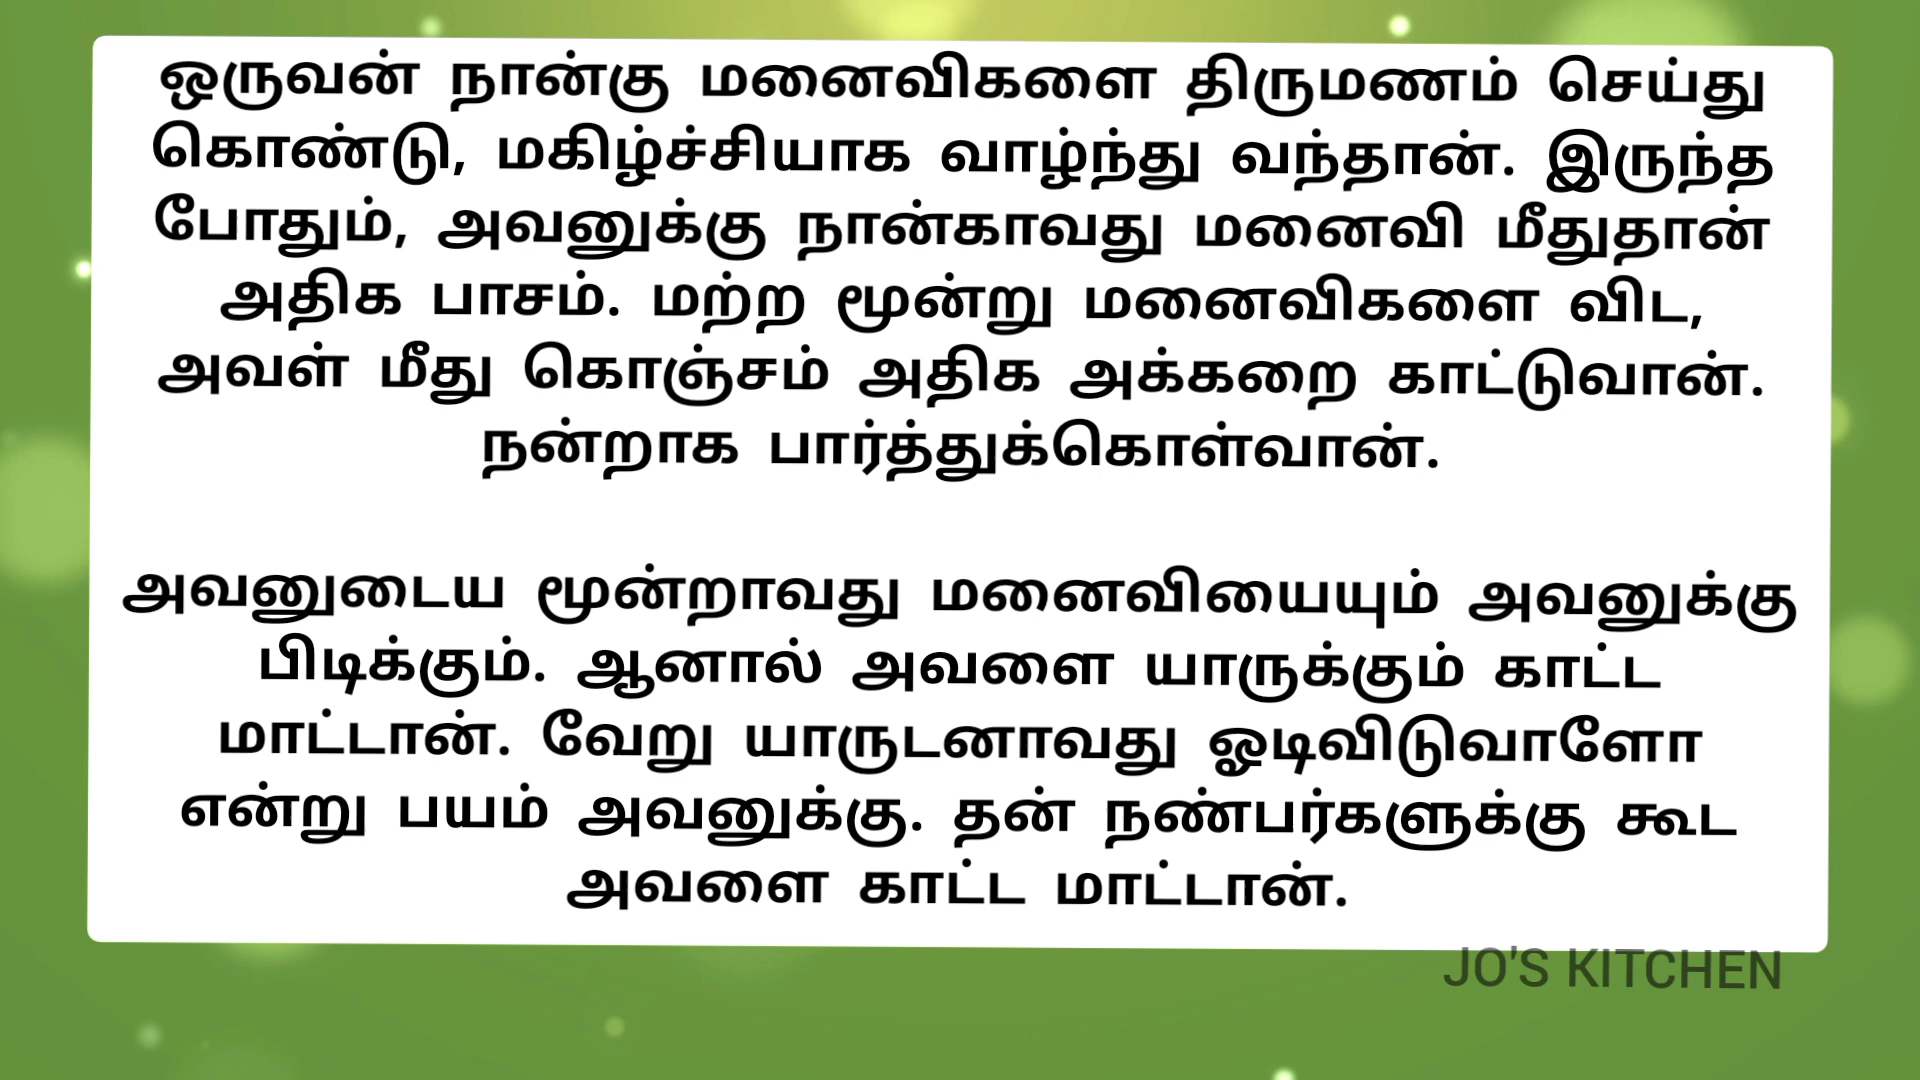 ஒருவன் நான்கு மனைவிகளை திருமணம் செய்து
கொண்டு, மகிழ்ச்சியாக வாழ்ந்து வந்தான். இருந்த
போதும், அவனுக்கு நான்காவது மனைவி மீதுதான்
அதிக பாசம். மற்ற மூன்று மனைவிகளை விட,
அவள் மீது கொஞ்சம் அதிக அக்கறை காட்டுவான்.
நன்றாக பார்த்துக்கொள்வான்.
அவனுடைய மூன்றாவது மனைவியையும் அவனுக்கு
பிடிக்கும். ஆனால் அவளை யாருக்கும் காட்ட
மாட்டான். வேறு யாருடனாவது ஓடிவிடுவாளோ
என்று பயம் அவனுக்கு. தன் நண்பர்களுக்கு கூட
அவளை காட்ட மாட்டான்.
JO'S KITCHEN